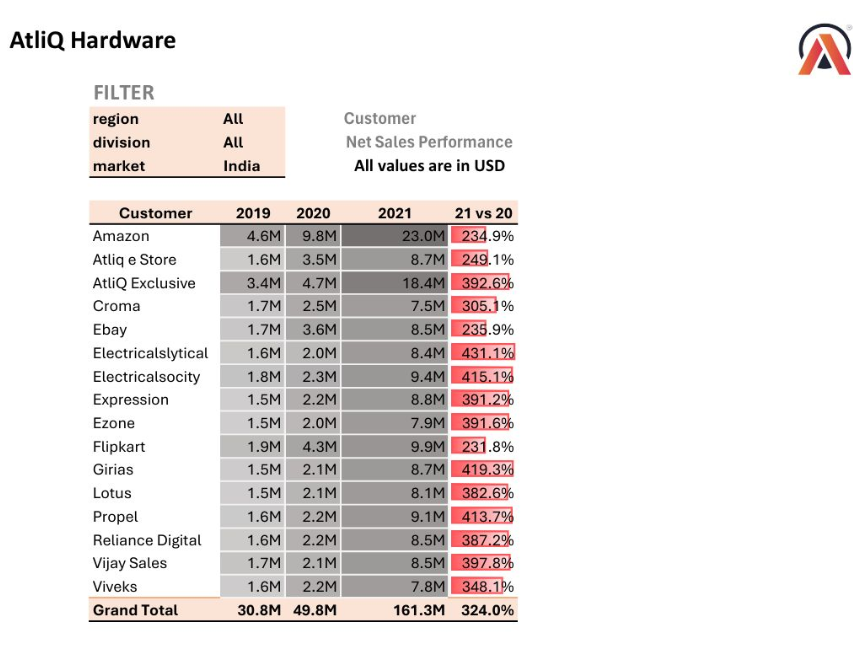 AtliQ Hardware
FILTER
region All
Customer
division All
Net Sales Performance
market India
All values are in USD
Customer 2019 2020 2021 21 vs 20
Amazon 4.6M 9.8M 23.0M 234.9%
Atliq e Store 1.6M 3.5M 8.7M 249.1%
AtliQ Exclusive 3.4M 4.7M 18.4M 392.6%
Croma 1.7M 2.5M 7.5M 305.1%
Ebay 1.7M 3.6M 8.5M 235.9%
Electricalslytical 1.6M 2.0M 8.4M 431.1%
Electricalsocity 1.8M 2.3M 9.4M 415.1%
Expression 1.5M 2.2M 8.8M 391.2%
Ezone 1.5M 2.0M 7.9M 391.6%
Flipkart 1.9M 4.3M 9.9M 231.8%
Girias 1.5M 2.1M 8.7M 419.3%
Lotus 1.5M 2.1M 8.1M 382.6%
Propel 1.6M 2.2M 9.1M 413.7%
Reliance Digital 1.6M 2.2M 8.5M 387.2%
Vijay Sales 1.7M 2.1M 8.5M 397.8%
Viveks 1.6M 2.2M 7.8M 348.1%
Grand Total 30.8M 49.8M 161.3M 324.0%